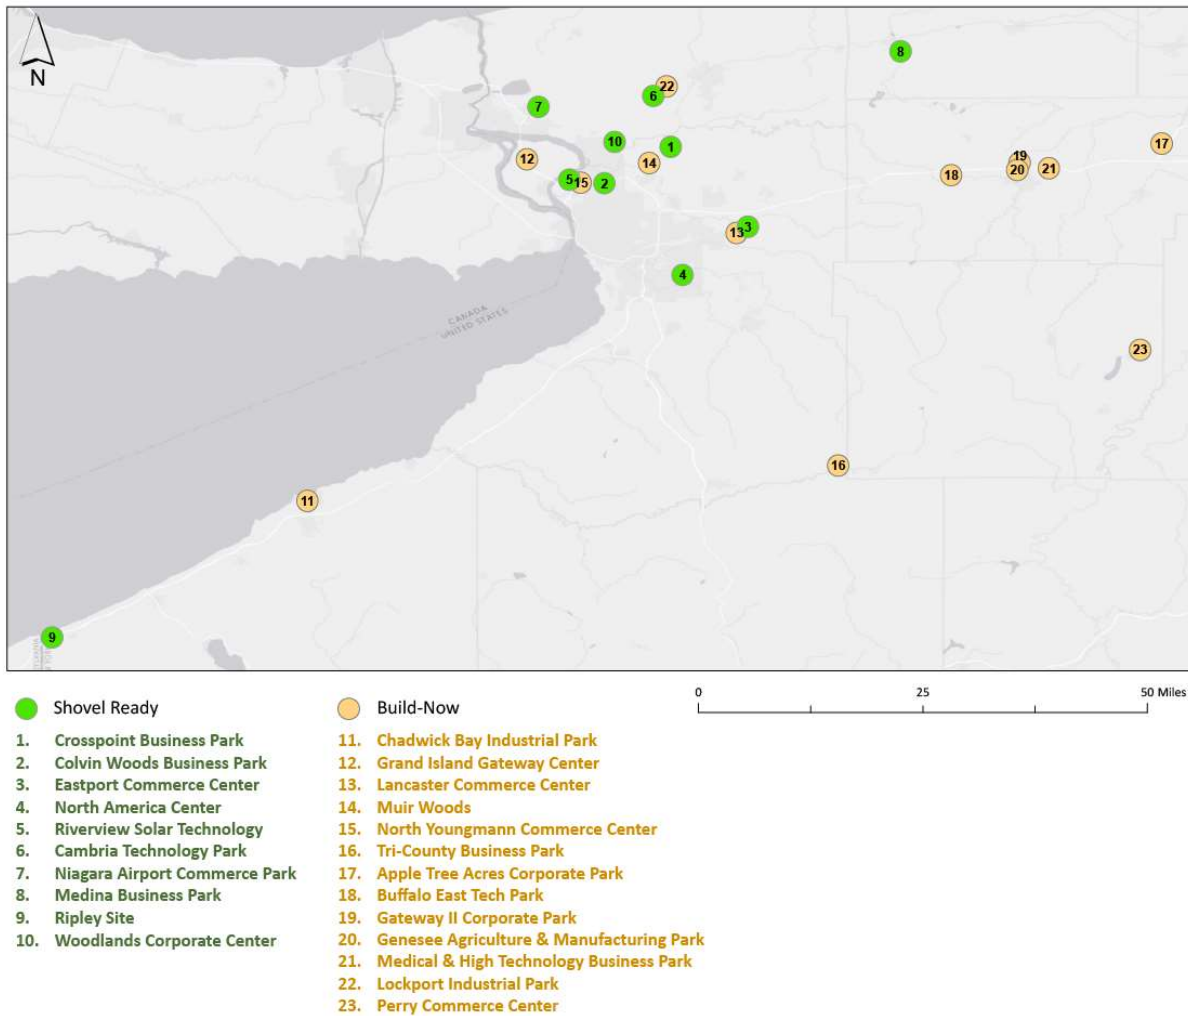 N
8
22
6
7
10
1
17
12
14
19
20
21
18
5
15
2
3
13
4
CANADA
UNITED STATES
23
16
11
9
0 25 50 Miles
Shovel Ready
1. Crosspoint Business Park
2. Colvin Woods Business Park
3. Eastport Commerce Center
4. North America Center
5. Riverview Solar Technology
6. Cambria Technology Park
7. Niagara Airport Commerce Park
8. Medina Business Park
9. Ripley Site
10. Woodlands Corporate Center
Build-Now
11. Chadwick Bay Industrial Park
12. Grand Island Gateway Center
13. Lancaster Commerce Center
14. Muir Woods
15. North Youngmann Commerce Center
16. Tri-County Business Park
17. Apple Tree Acres Corporate Park
18. Buffalo East Tech Park
19. Gateway II Corporate Park
20. Genesee Agriculture & Manufacturing Park
21. Medical & High Technology Business Park
22. Lockport Industrial Park
23. Perry Commerce Center